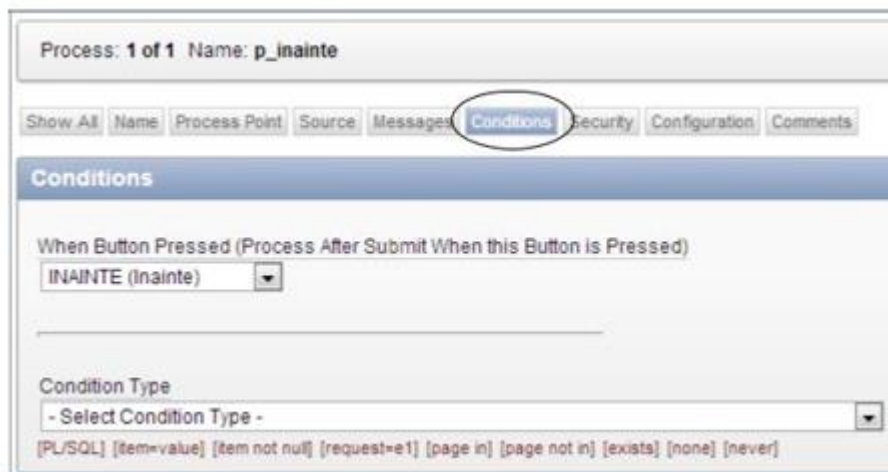 Process: 1 of 1 Name: p_inainte
Show All Name Process Point Source Messages Conditions Security Configuration Comments
Conditions
When Button Pressed (Process After Submit When this Button is Pressed)
INAINTE (Inainte)
Condition Type
- Select Condition Type -
[PL/SQL] [item=value] [item not null] [request=e1] [page in] [page not in] [exists] [none] [never]